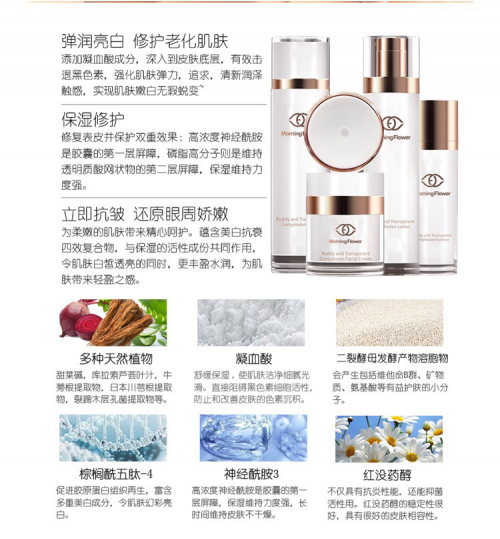 弹润亮白 修护老化肌肤
添加凝血酸成分，深入到皮肤底层，有效击
退黑色素，强化肌肤弹力，追求，清新润泽
触感，实现肌肤嫩白无瑕蜕变~
保湿修护
修复表皮并保护双重效果：高浓度神经酰胺
是胶囊的第一层屏障，磷脂高分子则是维持
透明质酸网状物的第二层屏障，保湿维持力
度强。
立即抗皱 还原眼周娇嫩
为柔嫩的肌肤带来精心呵护。蕴含美白抗衰
四效复合物，与保湿的活性成分共同作用，
令肌肤白皙透亮的同时，更丰盈水润，为肌
肤带来轻盈之感。
MorningFlower
ningFlower
MorningFlower
MorningFlower
Ruddy and Transparent
Complexion Facial Cream
多种天然植物
甜菜碱，库拉索芦荟叶汁，牛
蒡根提取物，日本川芎根提取
物，裂蹄木层孔菌提取物等。
凝血酸
舒缓保湿，使肌肤洁净细腻光
滑。直接阻碍黑色素细胞活性，
防止和改善皮肤的色素沉积。
二裂酵母发酵产物溶胞物
会产生包括维他命B群、矿物
质、氨基酸等有益护肤的小分
子。
棕榈酰五肽-4
促进胶原蛋白组织再生，富含
多重美白成分，令肌肤幻彩亮
白。
神经酰胺3
高浓度神经酰胺是胶囊的第一
层屏障，保湿维持力度强，长
时间维持皮肤不干燥。
红没药醇
不仅具有抗炎性能，还能抑菌
活性用。红没药醇的稳定性很
好，具有很好的皮肤相容性。